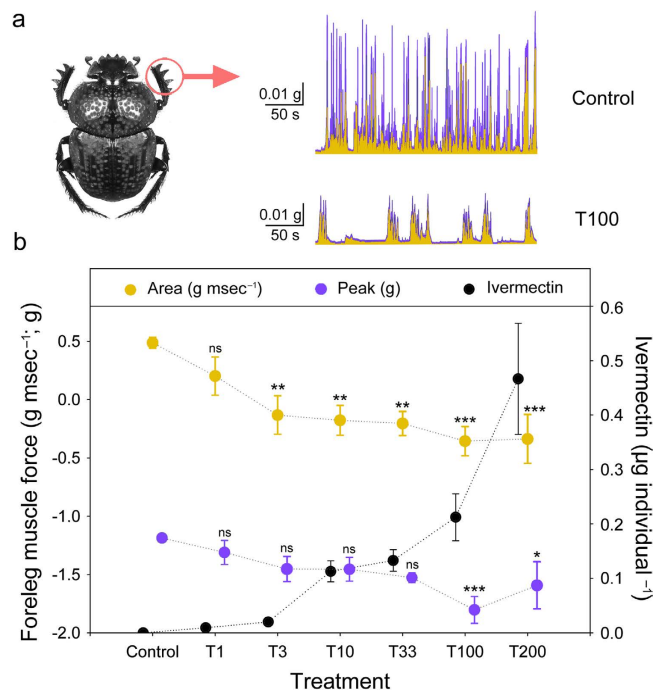 a
0.01 g
50 s
Control
0.01 g
50 s
T100
b
Area (g msec⁻¹)
Peak (g)
Ivermectin
Foreleg muscle force (g msec⁻¹; g)
0.5
0.0
-0.5
-1.0
-1.5
-2.0
ns
**
**
**
***
***
ns
ns
ns
ns
***
*
0.6
0.5
0.4
0.3
0.2
0.1
0.0
Ivermectin (µg individual⁻¹)
Control
T1
T3
T10
T33
T100
T200
Treatment